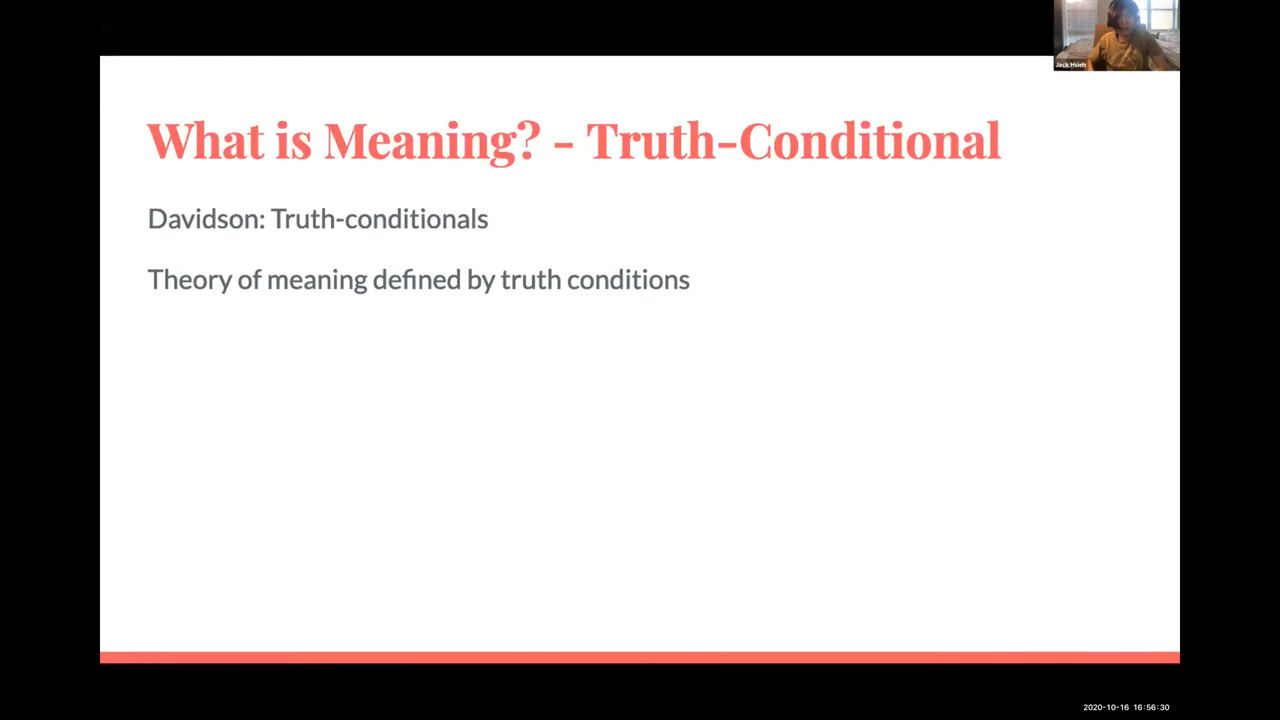 Jack Hsieh
What is Meaning? - Truth-Conditional
Davidson: Truth-conditionals
Theory of meaning defined by truth conditions
2020-10-16 16:56:30